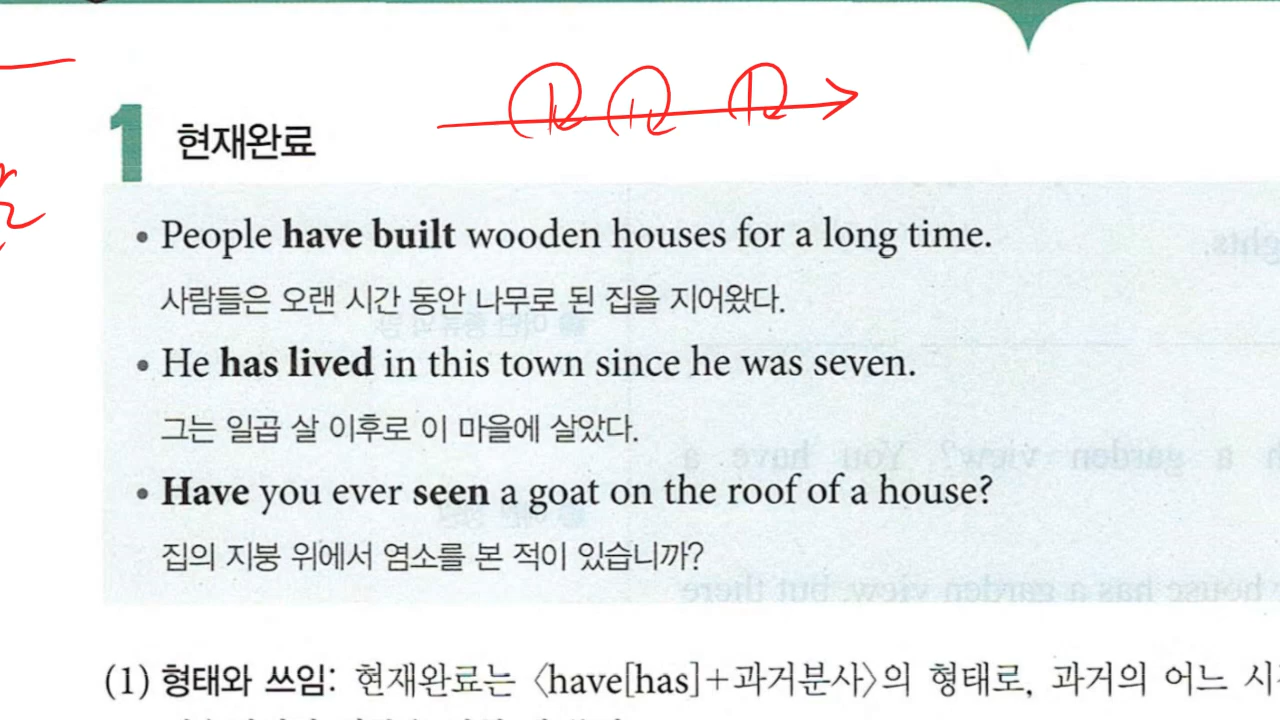 1 현재완료
• People have built wooden houses for a long time.
사람들은 오랜 시간 동안 나무로 된 집을 지어왔다.
• He has lived in this town since he was seven.
그는 일곱 살 이후로 이 마을에 살았다.
• Have you ever seen a goat on the roof of a house?
집의 지붕 위에서 염소를 본 적이 있습니까?
(1) 형태와 쓰임: 현재완료는 〈have[has]+과거분사〉의 형태로, 과거의 어느